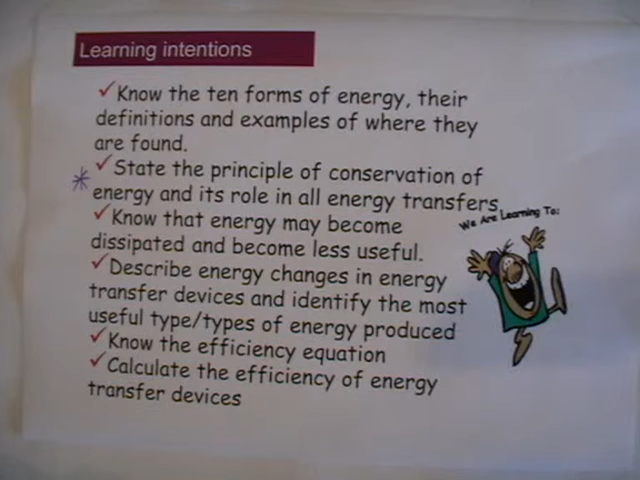 Learning intentions
✓Know the ten forms of energy, their
definitions and examples of where they
are found.
✓State the principle of conservation of
energy and its role in all energy transfers
✓Know that energy may become
dissipated and become less useful.
✓Describe energy changes in energy
transfer devices and identify the most
useful type/types of energy produced
✓Know the efficiency equation
✓Calculate the efficiency of energy
transfer devices
We Are Learning To: